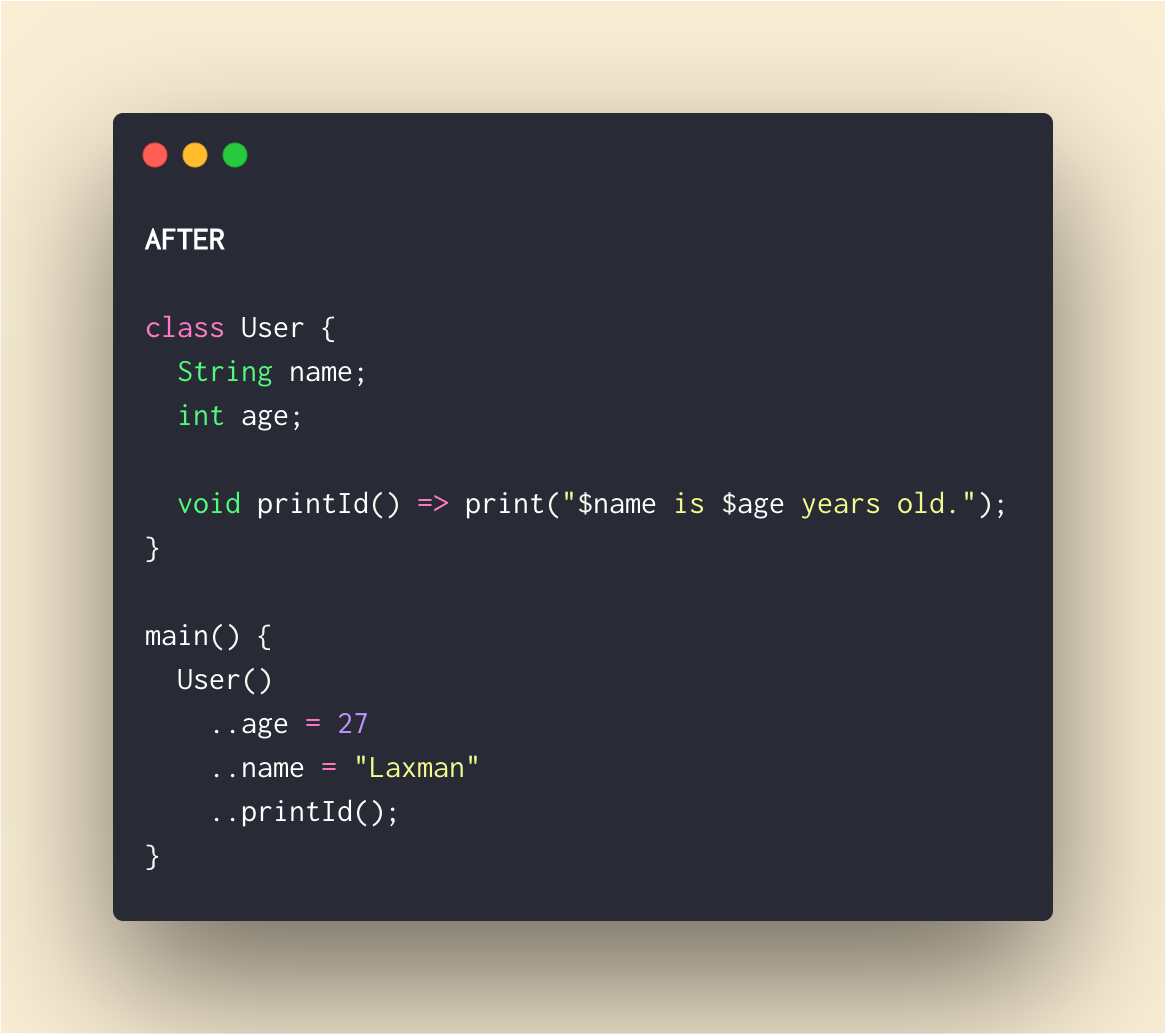 AFTER
class User {
  String name;
  int age;
  void printId() => print("$name is $age years old.");
}
main() {
  User()
    ..age = 27
    ..name = "Laxman"
    ..printId();
}